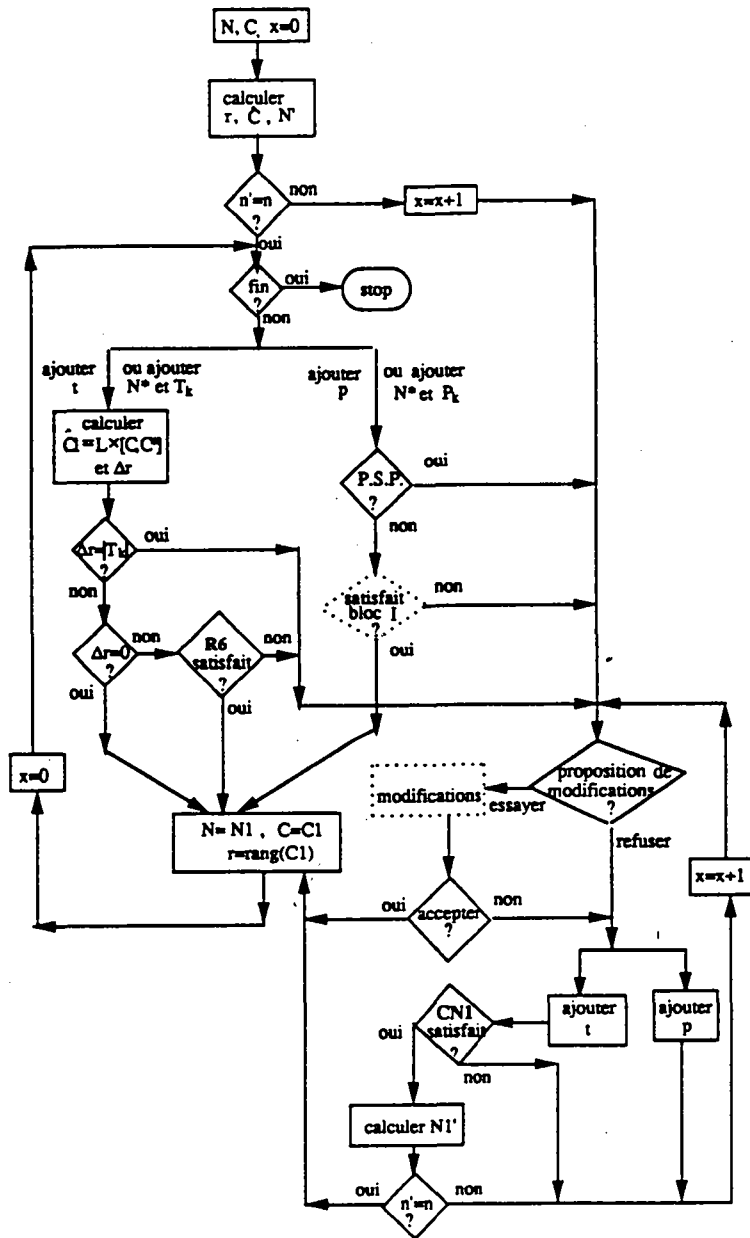 N, C, x=0
calculer
r, Ĉ, N'
n'=n
?
non
x=x+1
oui
fin
?
oui
stop
non
ajouter
t
ou ajouter
N* et Tk
ajouter
p
ou ajouter
N* et Pk
calculer
Ĉ1=L×[C,C*]
et Δr
P.S.P.
?
oui
non
Δr=|Tk|
?
oui
non
satisfait
bloc I
?
non
oui
Δr=0
?
non
oui
R6
satisfait
?
non
oui
x=0
N=N1, C=C1
r=rang(C1)
modifications
essayer
proposition de
modifications
?
refuser
x=x+1
accepter
?
oui
non
ajouter
t
ajouter
p
CN1
satisfait
?
oui
non
calculer N1'
n'=n
?
oui
non